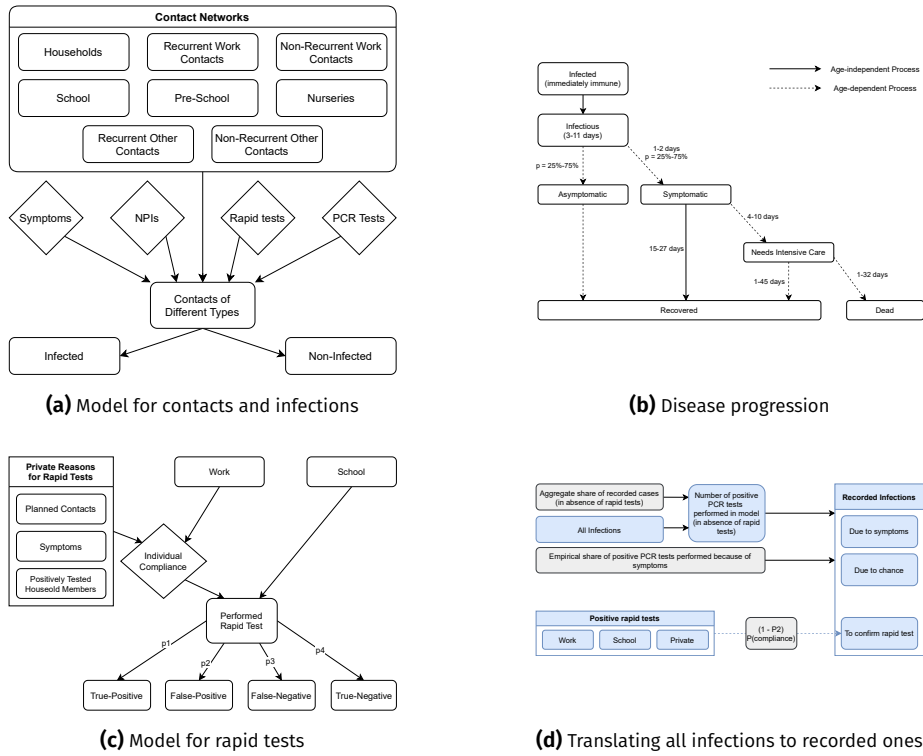 Contact Networks
Households
Recurrent Work
Contacts
Non-Recurrent Work
Contacts
School
Pre-School
Nurseries
Recurrent Other
Contacts
Non-Recurrent Other
Contacts
Symptoms
NPIs
Rapid tests
PCR Tests
Contacts of
Different Types
Infected
Non-Infected
(a) Model for contacts and infections
Infected
(immediately immune)
Age-independent Process
Age-dependent Process
Infectious
(3-11 days)
p = 25%-75%
1-2 days
p = 25%-75%
Asymptomatic
Symptomatic
4-10 days
15-27 days
Needs Intensive Care
1-45 days
1-32 days
Recovered
Dead
(b) Disease progression
Private Reasons
for Rapid Tests
Planned Contacts
Symptoms
Positively Tested
Houseold Members
Work
School
Individual
Compliance
Performed
Rapid Test
p1
p2
p3
p4
True-Positive
False-Positive
False-Negative
True-Negative
(c) Model for rapid tests
Aggregate share of recorded cases
(in absence of rapid tests)
All Infections
Number of positive
PCR tests
performed in model
(in absence of rapid
tests)
Empirical share of positive PCR tests performed because of
symptoms
Recorded Infections
Due to symptoms
Due to chance
To confirm rapid test
Positive rapid tests
Work
School
Private
(1 - P2)
P(compliance)
(d) Translating all infections to recorded ones